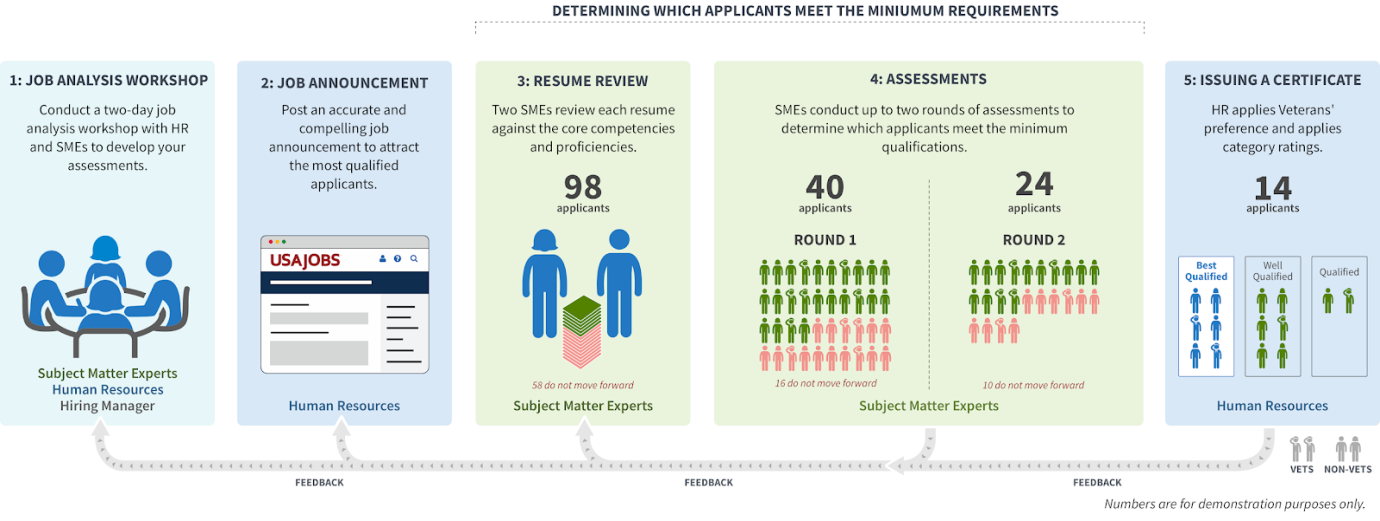 DETERMINING WHICH APPLICANTS MEET THE MINIUMUM REQUIREMENTS
1: JOB ANALYSIS WORKSHOP
Conduct a two-day job
analysis workshop with HR
and SMEs to develop your
assessments.
Subject Matter Experts
Human Resources
Hiring Manager
2: JOB ANNOUNCEMENT
Post an accurate and
compelling job
announcement to attract
the most qualified
applicants.
USAJOBS
Human Resources
3: RESUME REVIEW
Two SMEs review each resume
against the core competencies
and proficiencies.
98
applicants
58 do not move forward
Subject Matter Experts
4: ASSESSMENTS
SMEs conduct up to two rounds of assessments to
determine which applicants meet the minimum
qualifications.
40
applicants
ROUND 1
16 do not move forward
24
applicants
ROUND 2
10 do not move forward
Subject Matter Experts
5: ISSUING A CERTIFICATE
HR applies Veterans'
preference and applies
category ratings.
14
applicants
Best
Qualified
Well
Qualified
Qualified
Human Resources
FEEDBACK
FEEDBACK
FEEDBACK
VETS
NON-VETS
Numbers are for demonstration purposes only.